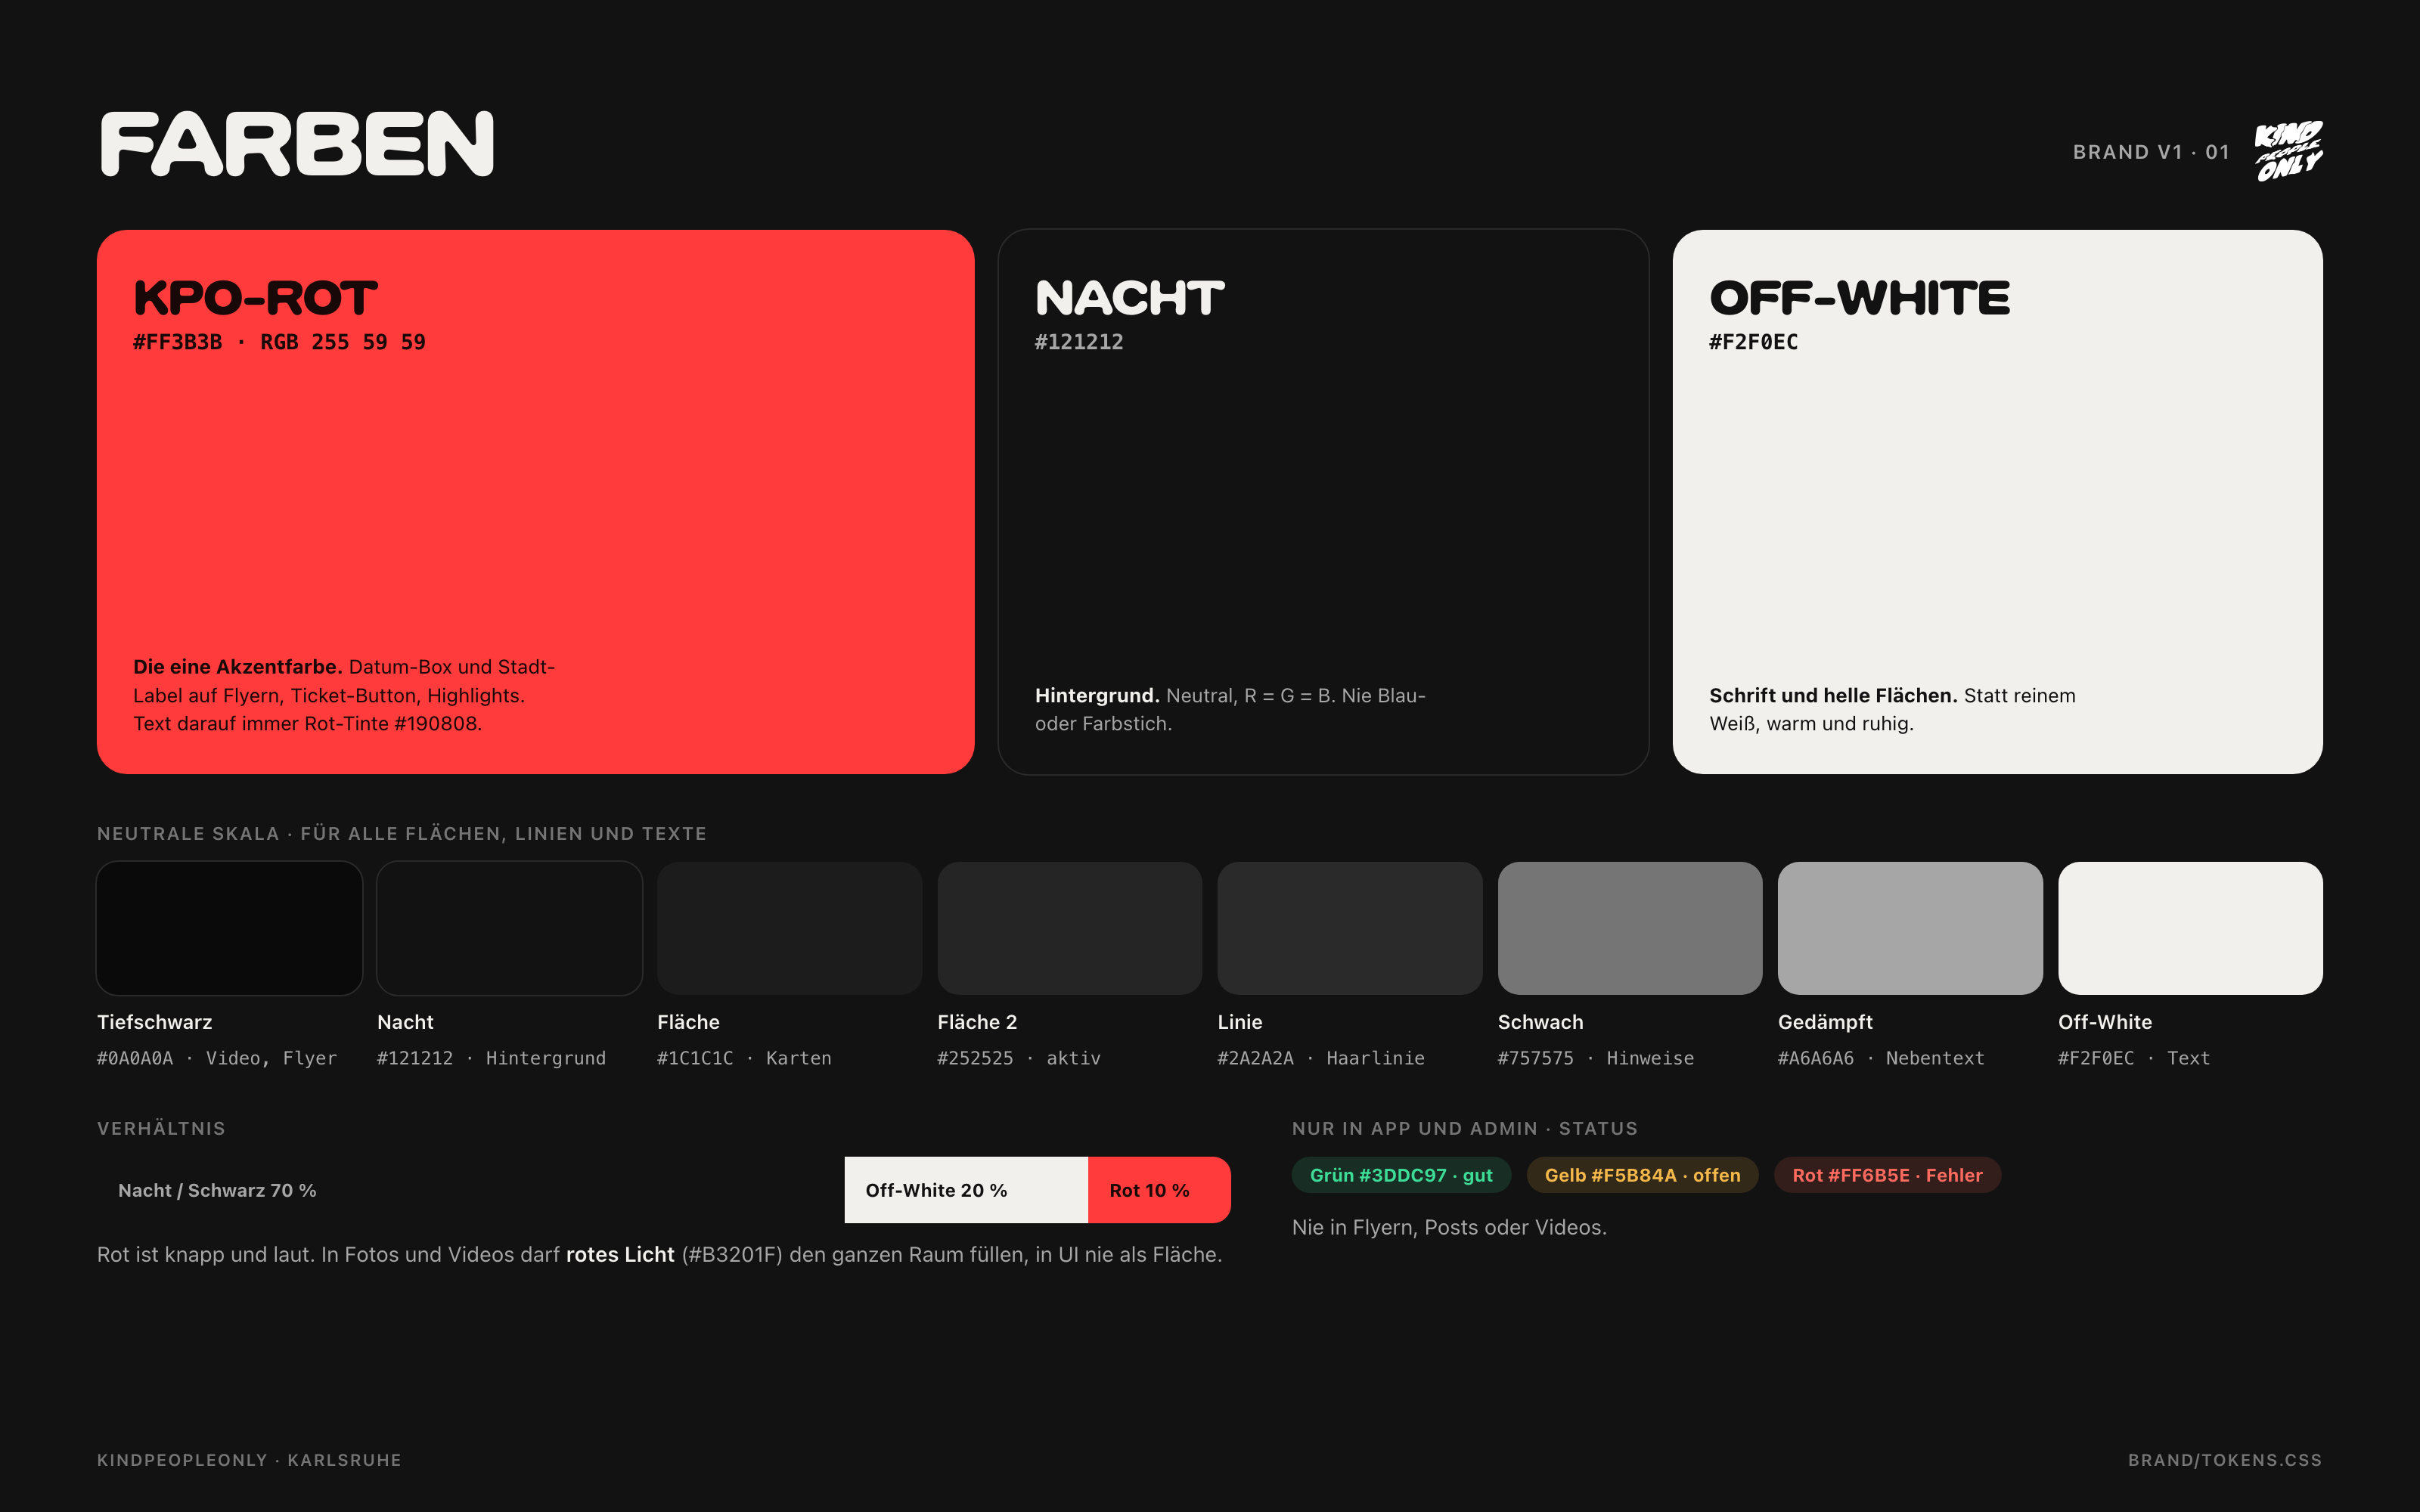 FARBEN
BRAND V1 · 01
KIND
PEOPLE
ONLY
KPO-ROT
#FF3B3B · RGB 255 59 59
Die eine Akzentfarbe. Datum-Box und Stadt-
Label auf Flyern, Ticket-Button, Highlights.
Text darauf immer Rot-Tinte #190808.
NACHT
#121212
Hintergrund. Neutral, R = G = B. Nie Blau-
oder Farbstich.
OFF-WHITE
#F2F0EC
Schrift und helle Flächen. Statt reinem
Weiß, warm und ruhig.
NEUTRALE SKALA · FÜR ALLE FLÄCHEN, LINIEN UND TEXTE
Tiefschwarz
#0A0A0A · Video, Flyer
Nacht
#121212 · Hintergrund
Fläche
#1C1C1C · Karten
Fläche 2
#252525 · aktiv
Linie
#2A2A2A · Haarlinie
Schwach
#757575 · Hinweise
Gedämpft
#A6A6A6 · Nebentext
Off-White
#F2F0EC · Text
VERHÄLTNIS
Nacht / Schwarz 70 %
Off-White 20 %
Rot 10 %
Rot ist knapp und laut. In Fotos und Videos darf rotes Licht (#B3201F) den ganzen Raum füllen, in UI nie als Fläche.
NUR IN APP UND ADMIN · STATUS
Grün #3DDC97 · gut
Gelb #F5B84A · offen
Rot #FF6B5E · Fehler
Nie in Flyern, Posts oder Videos.
KINDPEOPLEONLY · KARLSRUHE
BRAND/TOKENS.CSS